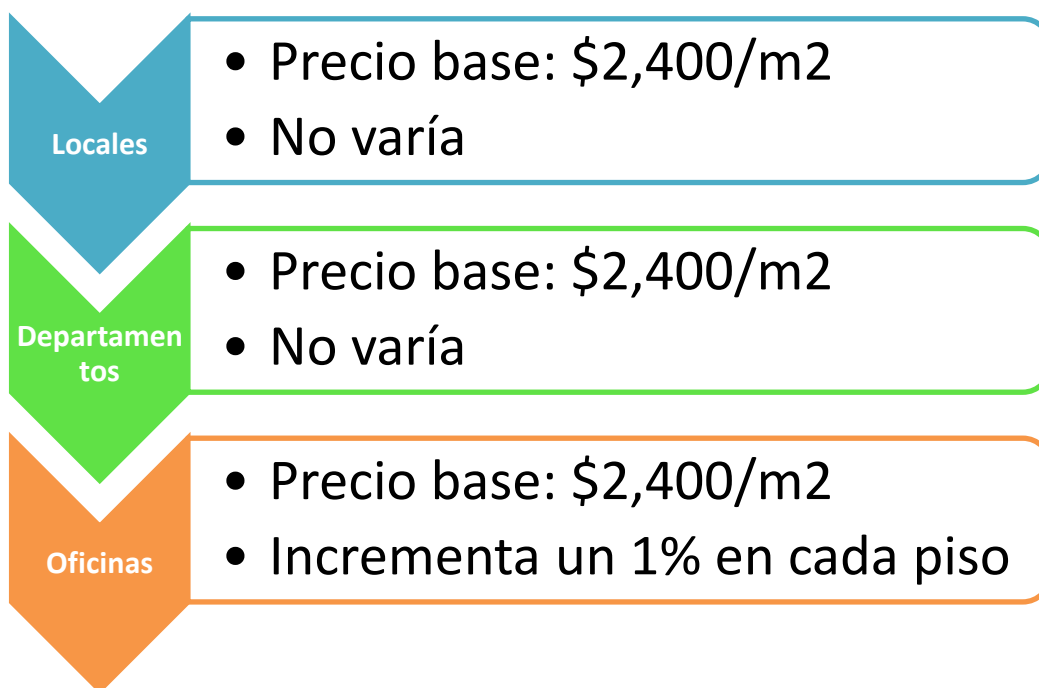 Locales
• Precio base: $2,400/m2
• No varía
Departamen
tos
• Precio base: $2,400/m2
• No varía
Oficinas
• Precio base: $2,400/m2
• Incrementa un 1% en cada piso